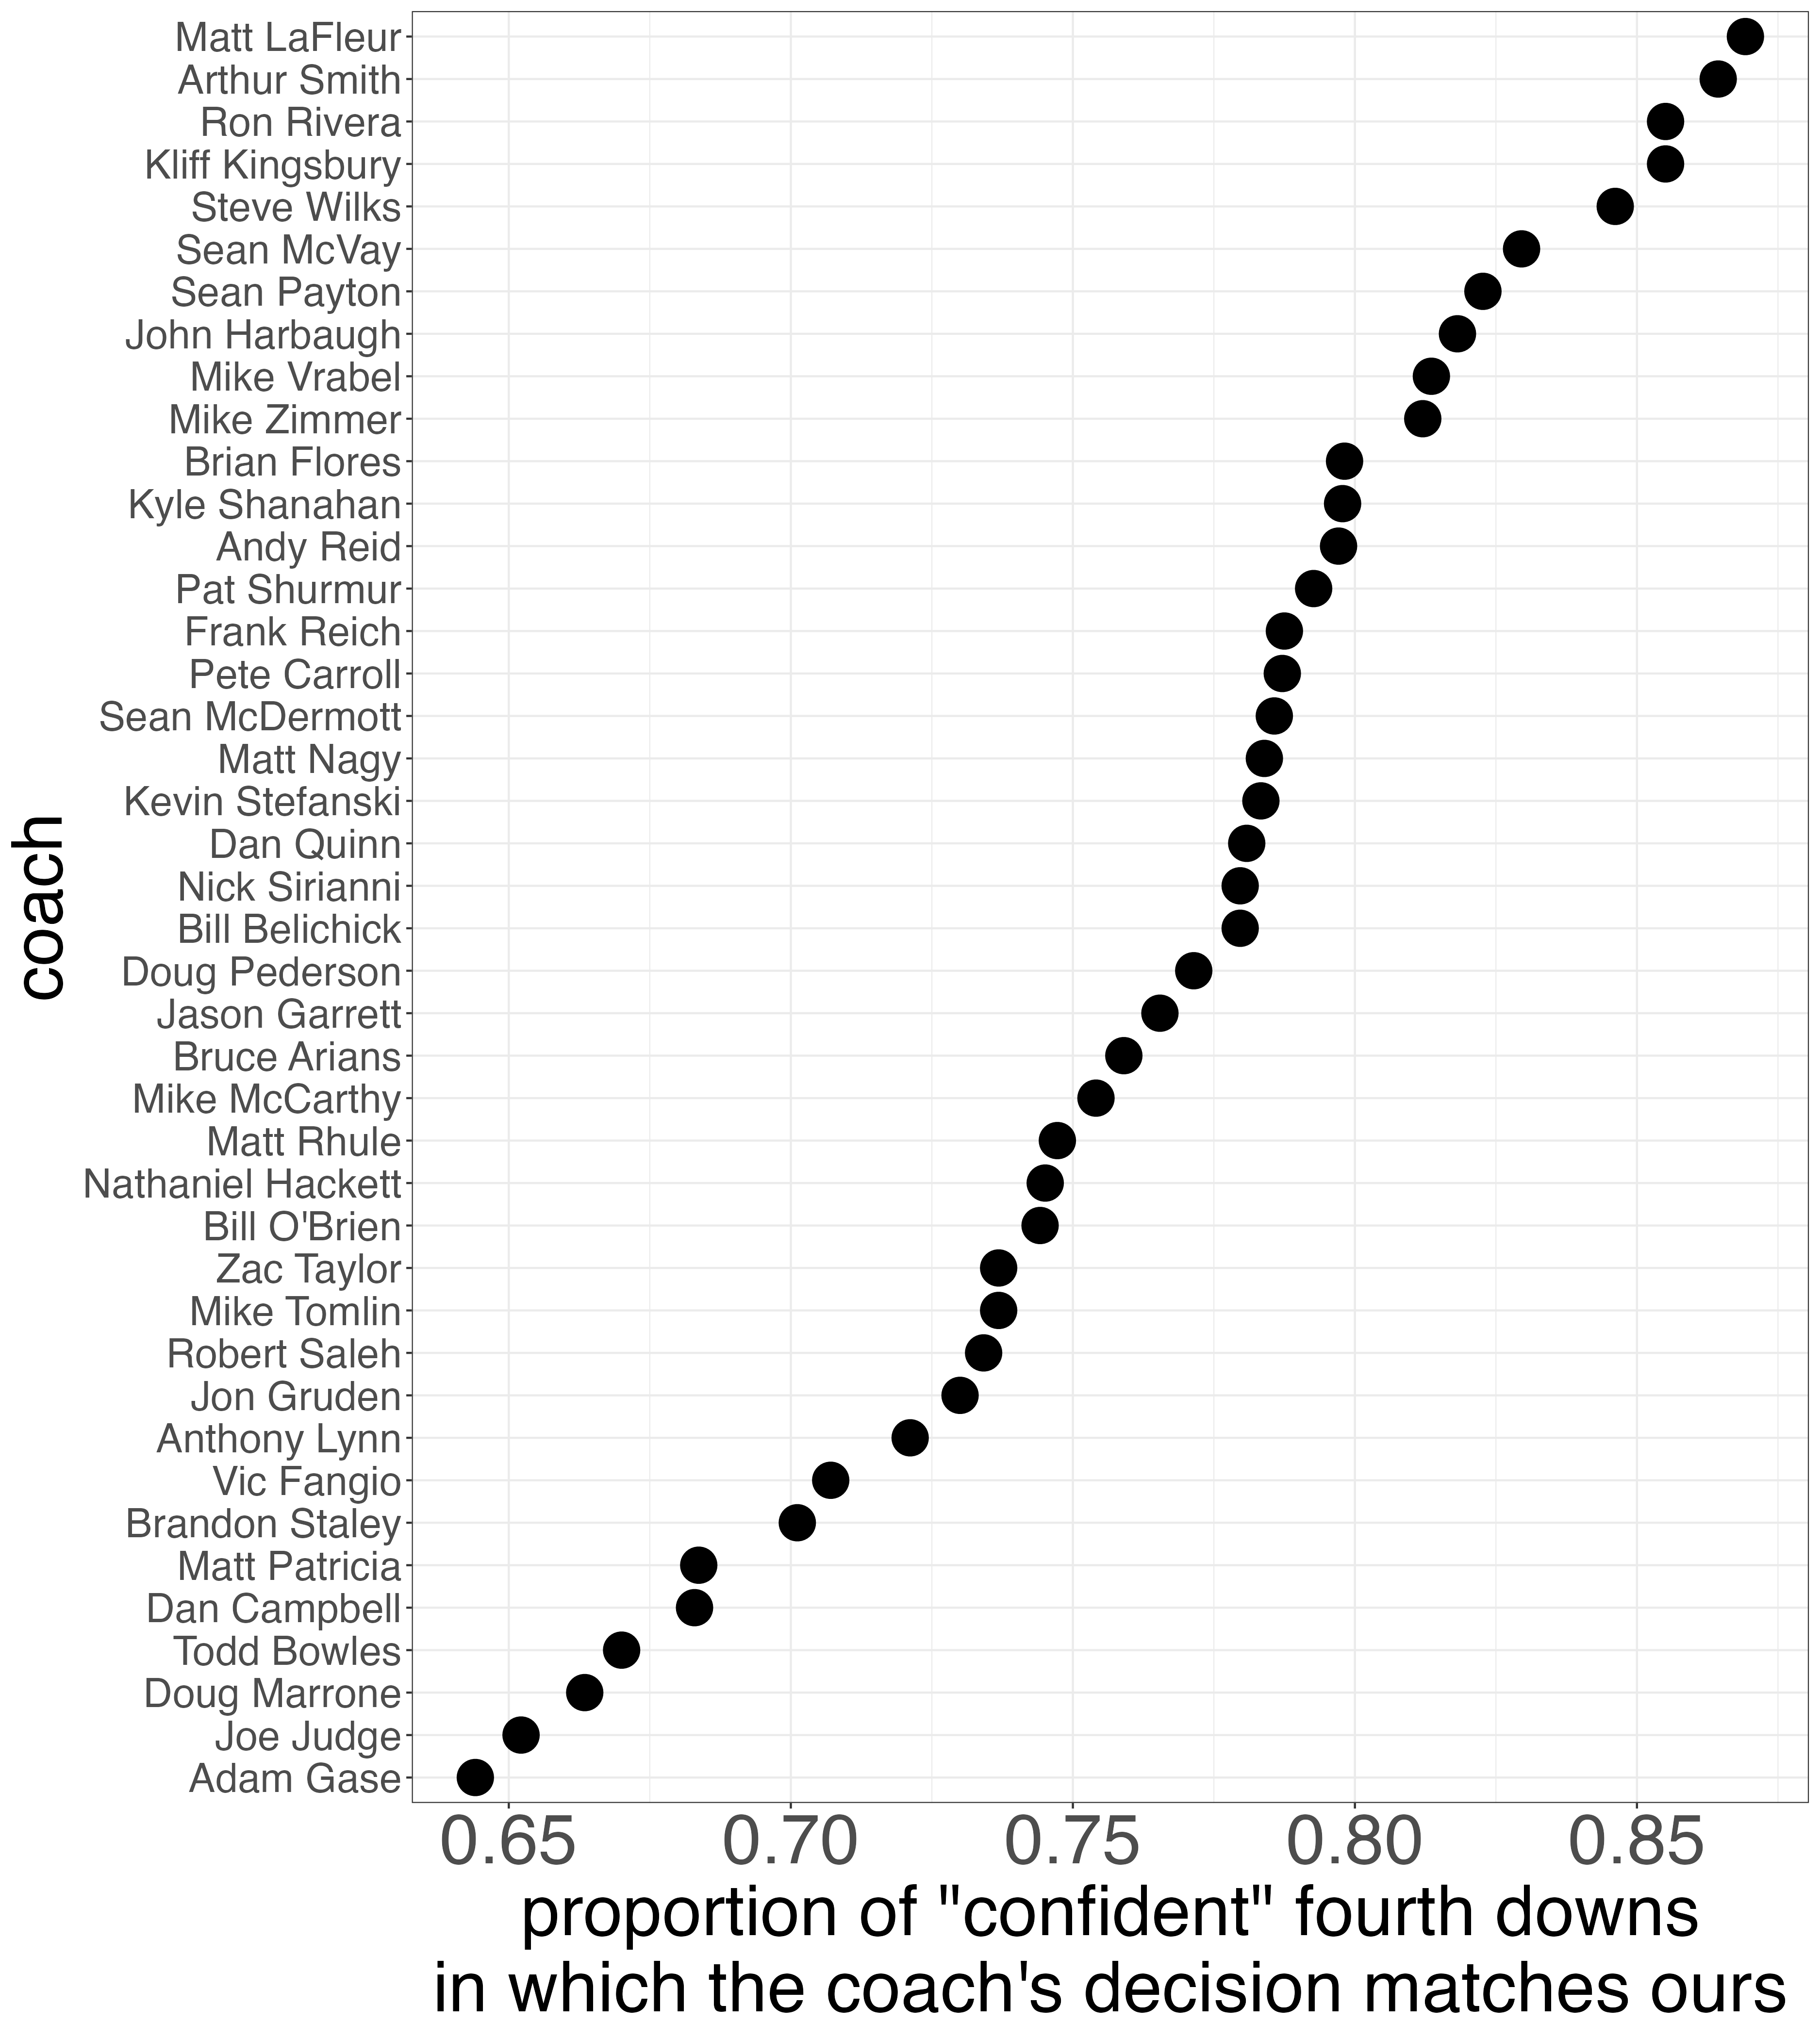 Matt LaFleur
Arthur Smith
Ron Rivera
Kliff Kingsbury
Steve Wilks
Sean McVay
Sean Payton
John Harbaugh
Mike Vrabel
Mike Zimmer
Brian Flores
Kyle Shanahan
Andy Reid
Pat Shurmur
Frank Reich
Pete Carroll
Sean McDermott
Matt Nagy
Kevin Stefanski
Dan Quinn
Nick Sirianni
Bill Belichick
Doug Pederson
Jason Garrett
Bruce Arians
Mike McCarthy
Matt Rhule
Nathaniel Hackett
Bill O'Brien
Zac Taylor
Mike Tomlin
Robert Saleh
Jon Gruden
Anthony Lynn
Vic Fangio
Brandon Staley
Matt Patricia
Dan Campbell
Todd Bowles
Doug Marrone
Joe Judge
Adam Gase
coach
0.65 0.70 0.75 0.80 0.85
proportion of "confident" fourth downs
in which the coach's decision matches ours